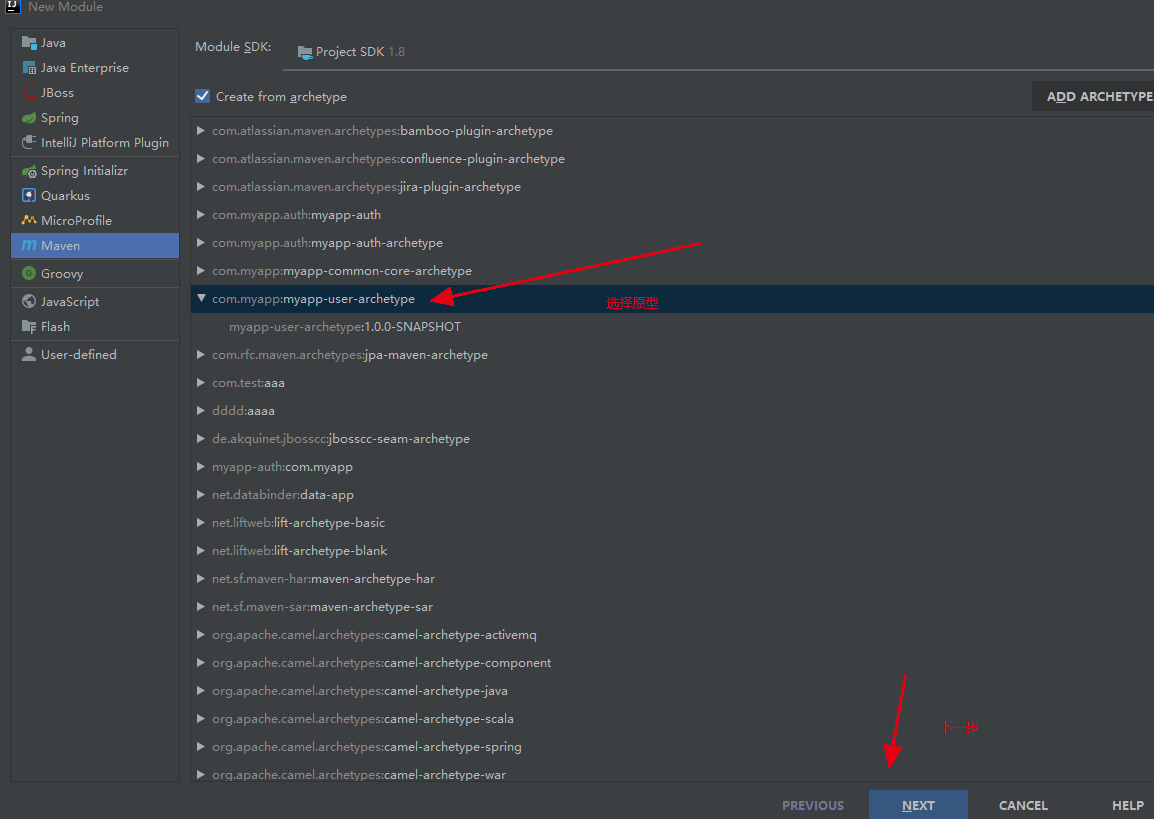 New Module
Java
Java Enterprise
JBoss
Spring
IntelliJ Platform Plugin
Spring Initializr
Quarkus
MicroProfile
Maven
Groovy
JavaScript
Flash
User-defined
Module SDK: Project SDK 1.8
Create from archetype
ADD ARCHETYPE
com.atlassian.maven.archetypes:bamboo-plugin-archetype
com.atlassian.maven.archetypes:confluence-plugin-archetype
com.atlassian.maven.archetypes:jira-plugin-archetype
com.myapp.auth:myapp-auth
com.myapp.auth:myapp-auth-archetype
com.myapp:myapp-common-core-archetype
com.myapp:myapp-user-archetype
选择原型
myapp-user-archetype:1.0.0-SNAPSHOT
com.rfc.maven.archetypes:jpa-maven-archetype
com.test:aaa
dddd:aaaa
de.akquinet.jbosscc:jbosscc-seam-archetype
myapp-auth:com.myapp
net.databinder:data-app
net.liftweb:lift-archetype-basic
net.liftweb:lift-archetype-blank
net.sf.maven-har:maven-archetype-har
net.sf.maven-sar:maven-archetype-sar
org.apache.camel.archetypes:camel-archetype-activemq
org.apache.camel.archetypes:camel-archetype-component
org.apache.camel.archetypes:camel-archetype-java
org.apache.camel.archetypes:camel-archetype-scala
下一步
org.apache.camel.archetypes:camel-archetype-spring
org.apache.camel.archetypes:camel-archetype-war
PREVIOUS NEXT CANCEL HELP